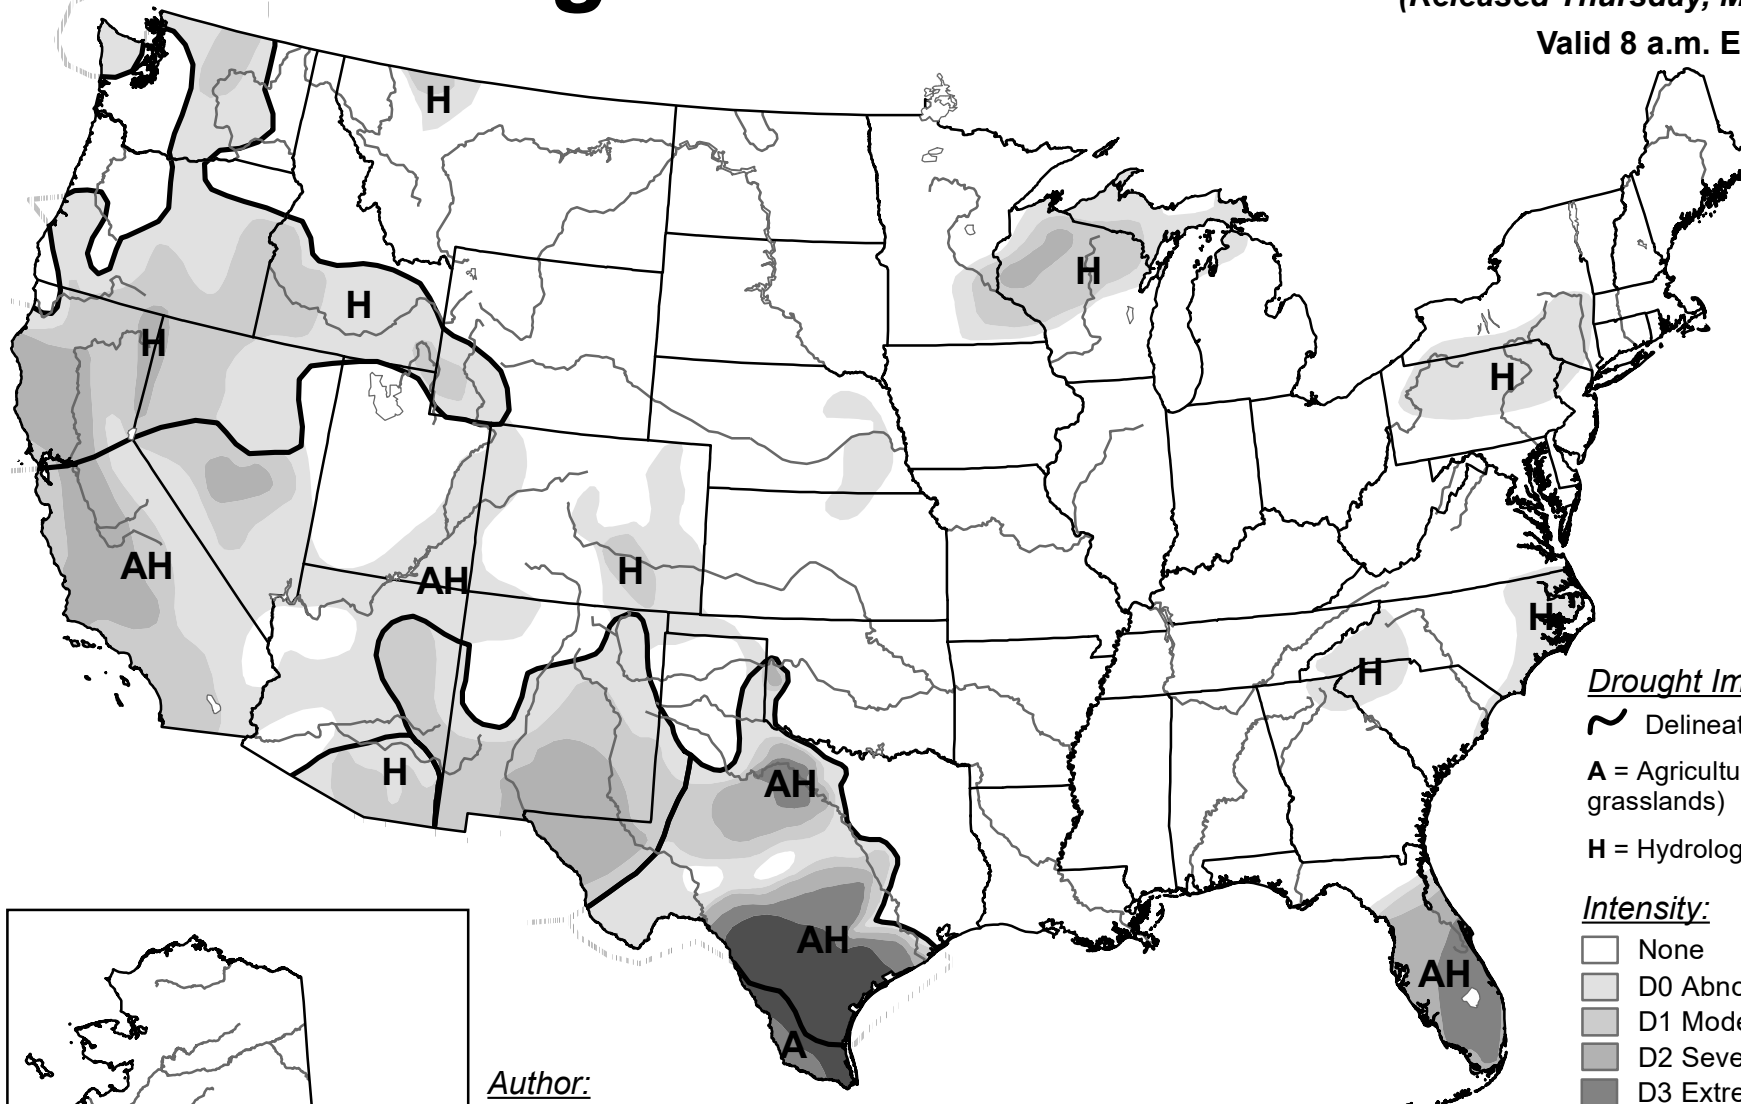 (Released Thursday, M
Valid 8 a.m. E
H
H
H
H
H
AH
AH
H
H
H
H
AH
AH
AH
A
Drought Im
Delineat
A = Agricultu
grasslands)
H = Hydrolog
Intensity:
None
D0 Abno
D1 Mode
D2 Seve
D3 Extre
Author: